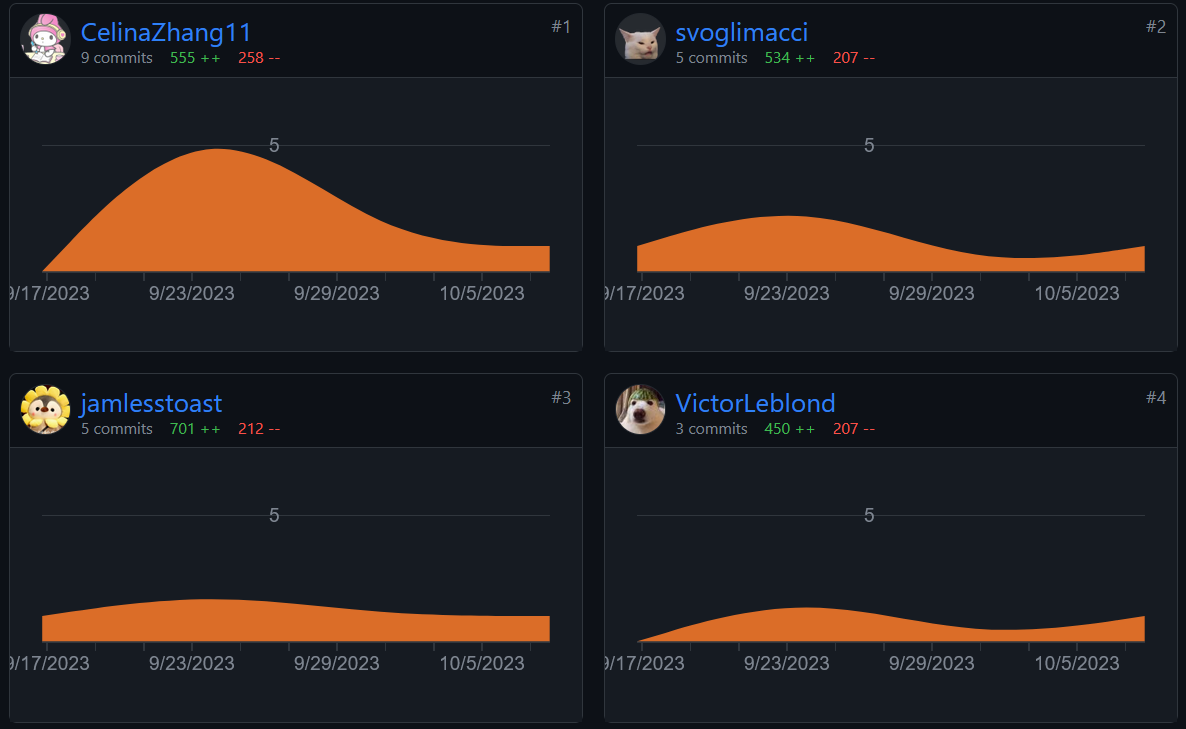 CelinaZhang11 #1
9 commits 555 ++ 258 --
5
9/17/2023 9/23/2023 9/29/2023 10/5/2023
svoglimacci #2
5 commits 534 ++ 207 --
5
9/17/2023 9/23/2023 9/29/2023 10/5/2023
jamlesstoast #3
5 commits 701 ++ 212 --
5
9/17/2023 9/23/2023 9/29/2023 10/5/2023
VictorLeblond #4
3 commits 450 ++ 207 --
5
9/17/2023 9/23/2023 9/29/2023 10/5/2023